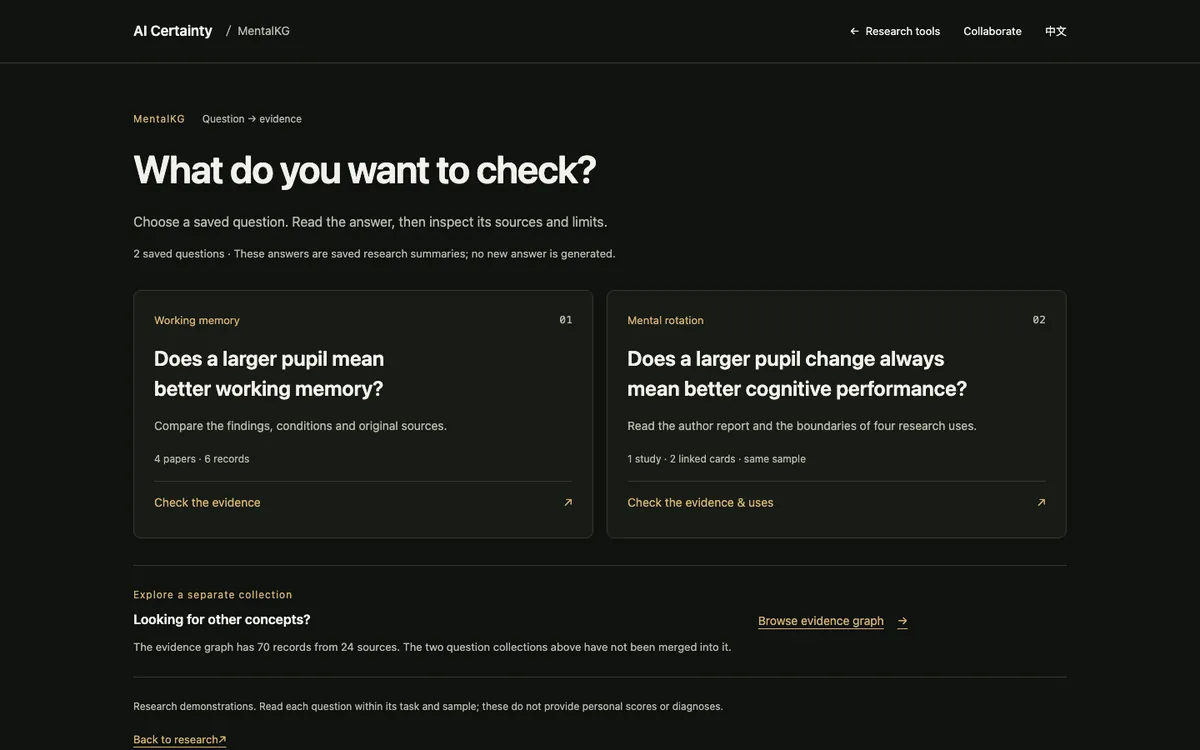 AI Certainty / MentalKG
← Research tools Collaborate 中文
MentalKG Question → evidence
What do you want to check?
Choose a saved question. Read the answer, then inspect its sources and limits.
2 saved questions · These answers are saved research summaries; no new answer is generated.
Working memory 01
Does a larger pupil mean
better working memory?
Compare the findings, conditions and original sources.
4 papers · 6 records
Check the evidence ↗
Mental rotation 02
Does a larger pupil change always
mean better cognitive performance?
Read the author report and the boundaries of four research uses.
1 study · 2 linked cards · same sample
Check the evidence & uses ↗
Explore a separate collection
Looking for other concepts?
The evidence graph has 70 records from 24 sources. The two question collections above have not been merged into it.
Browse evidence graph →
Research demonstrations. Read each question within its task and sample; these do not provide personal scores or diagnoses.
Back to research↗